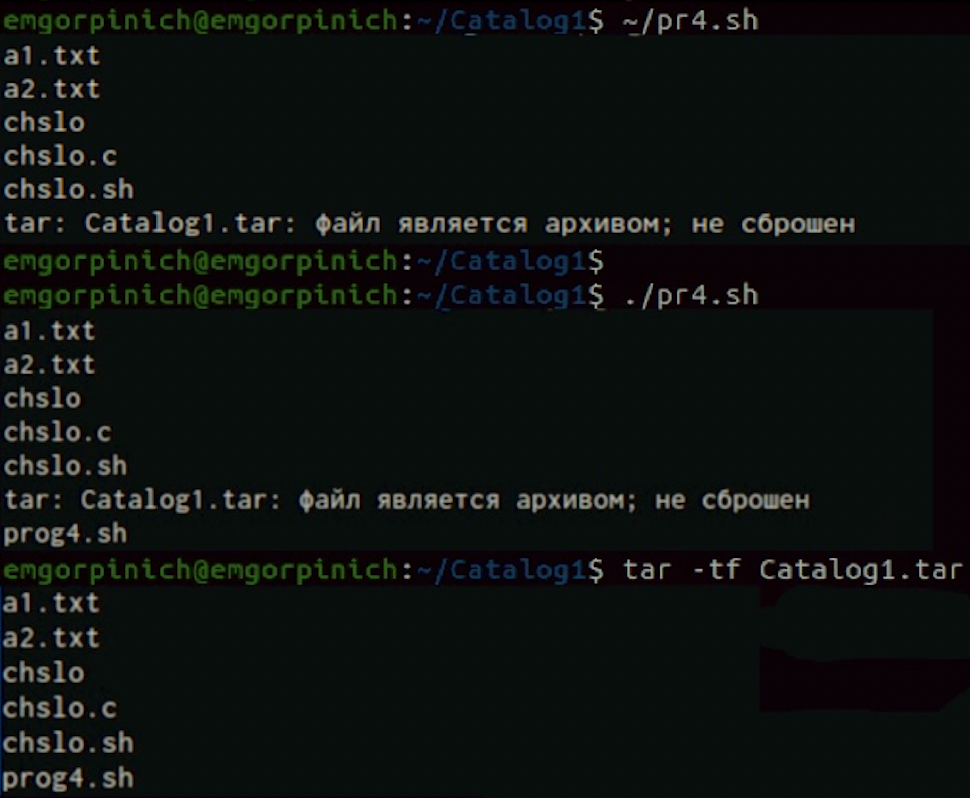 emgorpinich@emgorpinich:~/Catalog1$ ~/pr4.sh
a1.txt
a2.txt
chslo
chslo.c
chslo.sh
tar: Catalog1.tar: файл является архивом; не сброшен
emgorpinich@emgorpinich:~/Catalog1$
emgorpinich@emgorpinich:~/Catalog1$ ./pr4.sh
a1.txt
a2.txt
chslo
chslo.c
chslo.sh
tar: Catalog1.tar: файл является архивом; не сброшен
prog4.sh
emgorpinich@emgorpinich:~/Catalog1$ tar -tf Catalog1.tar
a1.txt
a2.txt
chslo
chslo.c
chslo.sh
prog4.sh